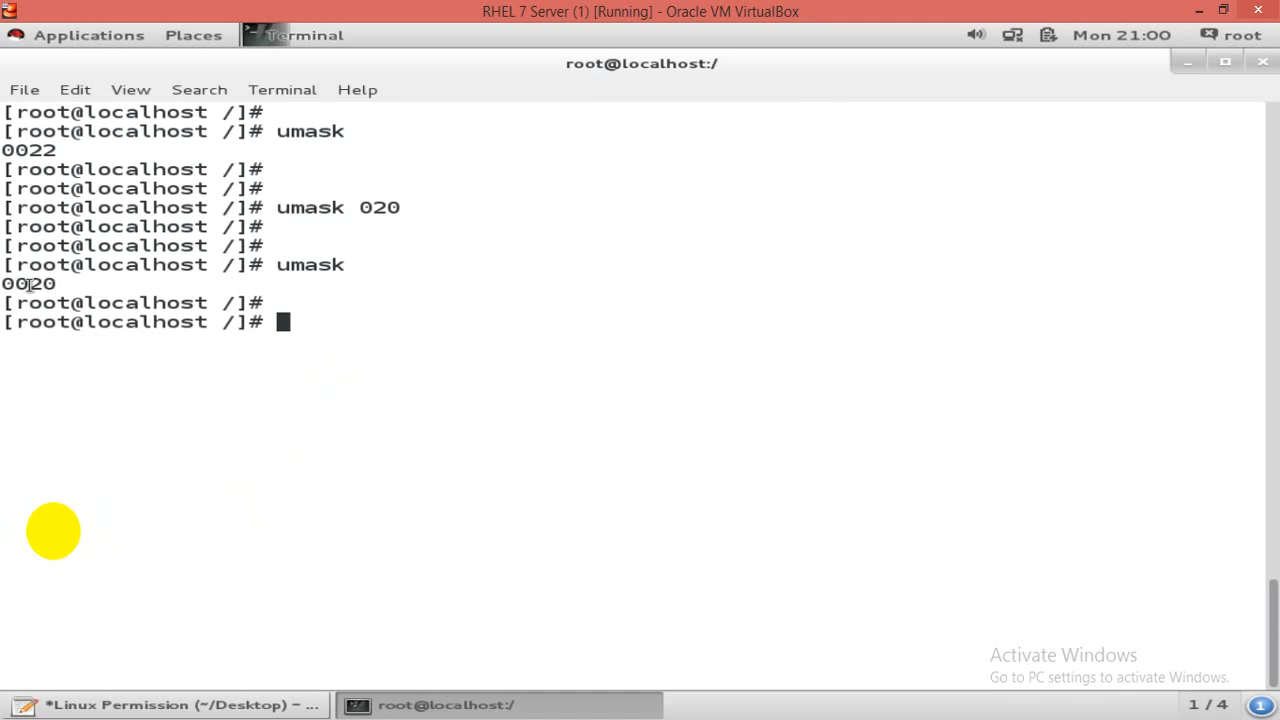 RHEL 7 Server (1) [Running] - Oracle VM VirtualBox
Applications Places Terminal Mon 21:00 root
root@localhost:/
File Edit View Search Terminal Help
[root@localhost /]#
[root@localhost /]# umask
0022
[root@localhost /]#
[root@localhost /]#
[root@localhost /]# umask 020
[root@localhost /]#
[root@localhost /]#
[root@localhost /]# umask
0020
[root@localhost /]#
[root@localhost /]#
Activate Windows
Go to PC settings to activate Windows.
*Linux Permission (~/Desktop) – ... root@localhost:/ 1 / 4 1